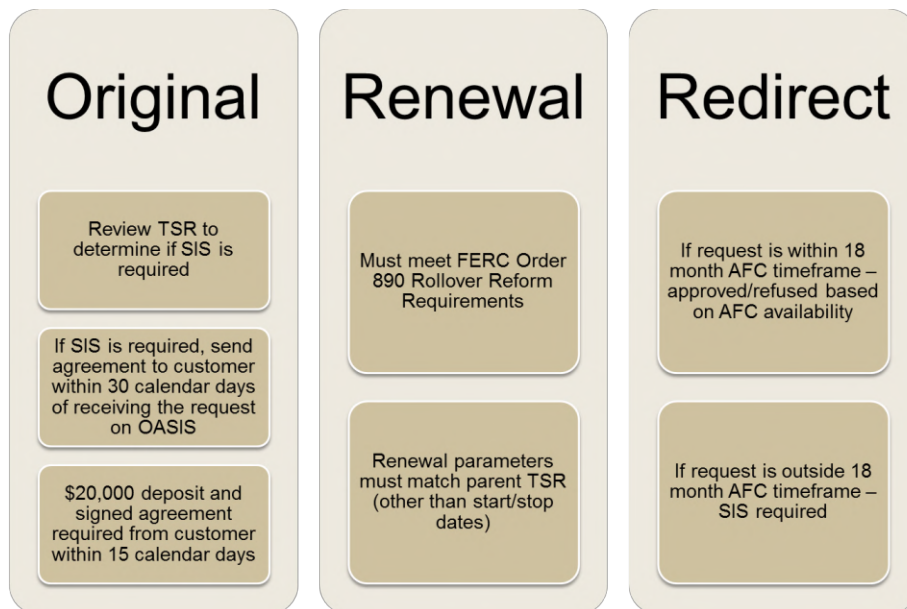 Original
Review TSR to
determine if SIS is
required
If SIS is required, send
agreement to customer
within 30 calendar days
of receiving the request
on OASIS
$20,000 deposit and
signed agreement
required from customer
within 15 calendar days
Renewal
Must meet FERC Order
890 Rollover Reform
Requirements
Renewal parameters
must match parent TSR
(other than start/stop
dates)
Redirect
If request is within 18
month AFC timeframe –
approved/refused based
on AFC availability
If request is outside 18
month AFC timeframe –
SIS required